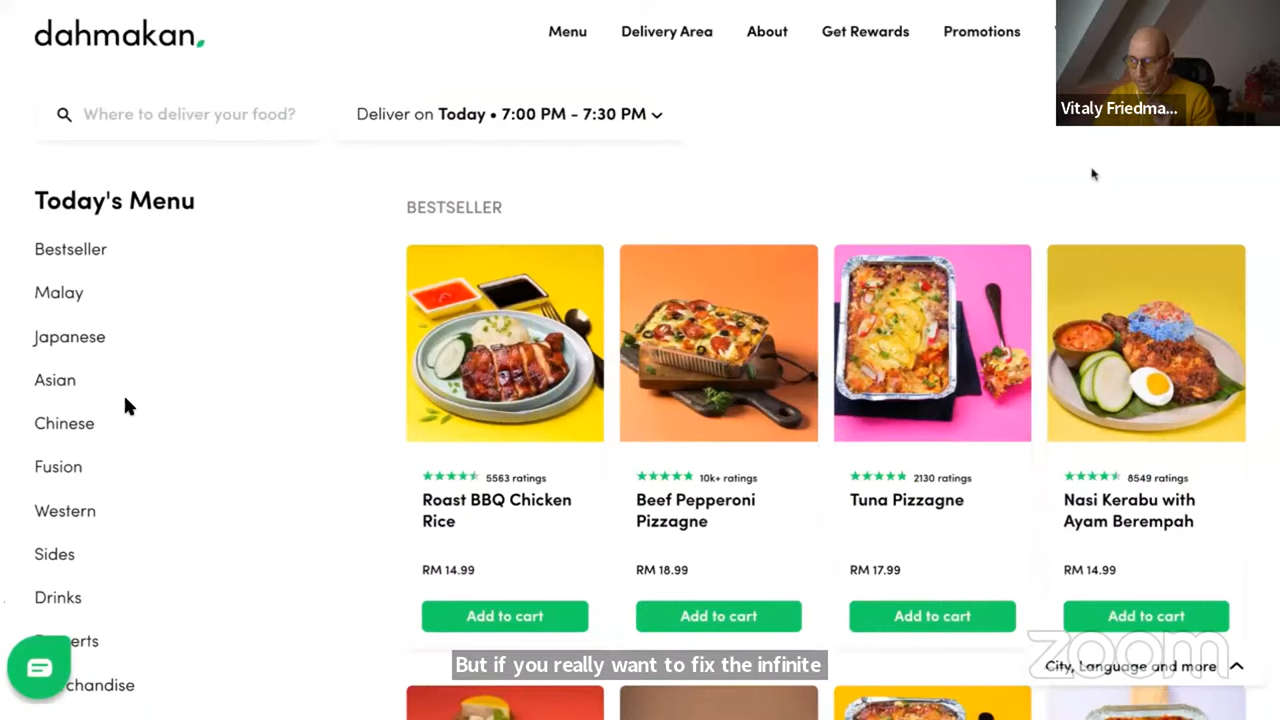 dahmakan.
Menu
Delivery Area
About
Get Rewards
Promotions
Vitaly Friedma...
Where to deliver your food?
Deliver on Today • 7:00 PM - 7:30 PM
Today's Menu
Bestseller
Malay
Japanese
Asian
Chinese
Fusion
Western
Sides
Drinks
erts
chandise
BESTSELLER
5563 ratings
Roast BBQ Chicken
Rice
RM 14.99
Add to cart
10k+ ratings
Beef Pepperoni
Pizzagne
RM 18.99
Add to cart
2130 ratings
Tuna Pizzagne
RM 17.99
Add to cart
8549 ratings
Nasi Kerabu with
Ayam Berempah
RM 14.99
Add to cart
But if you really want to fix the infinite
City, Language and more
zoom